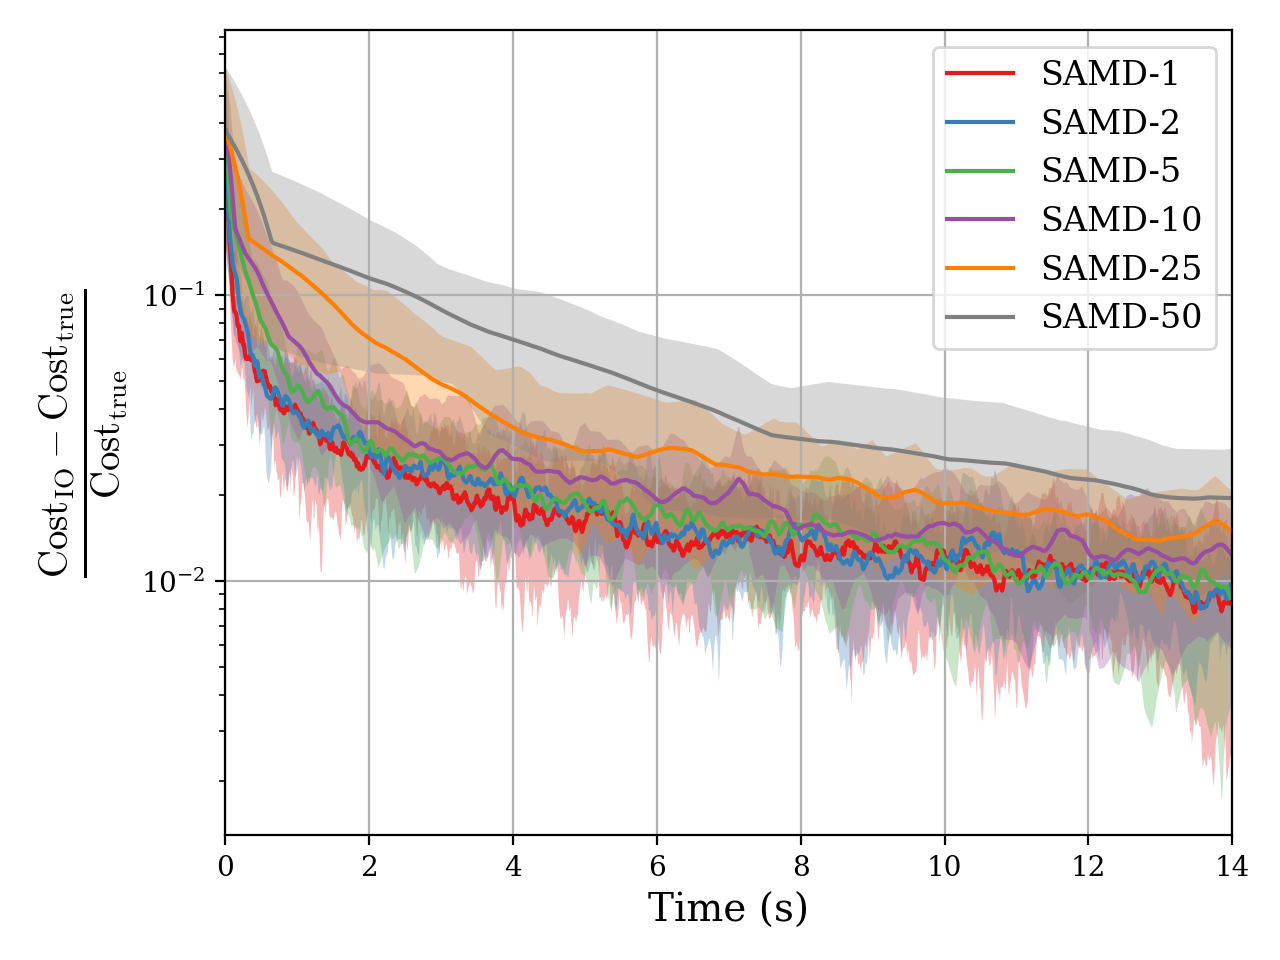 SAMD-1
SAMD-2
SAMD-5
SAMD-10
SAMD-25
SAMD-50
10⁻¹
10⁻²
Cost_IO − Cost_true
Cost_true
0 2 4 6 8 10 12 14
Time (s)